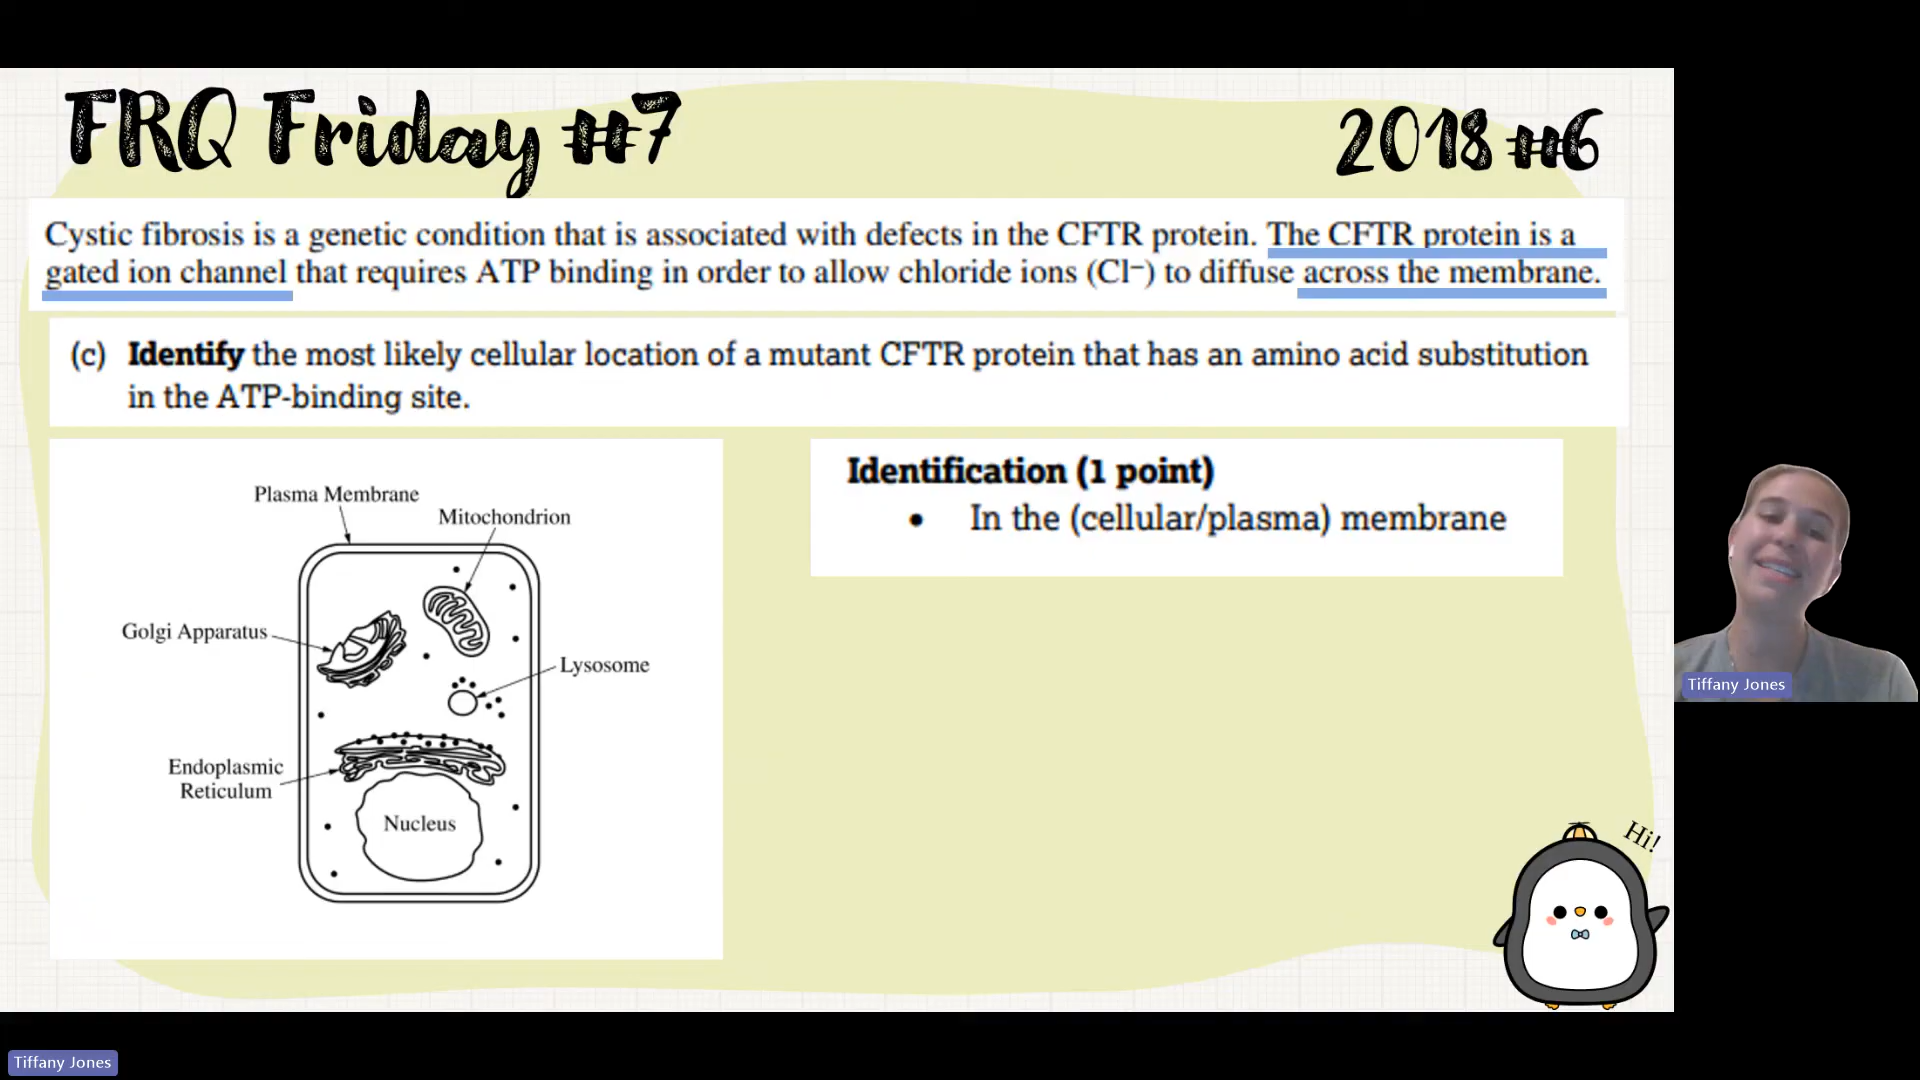 FRQ Friday #7
2018 #6
Cystic fibrosis is a genetic condition that is associated with defects in the CFTR protein. The CFTR protein is a
gated ion channel that requires ATP binding in order to allow chloride ions (Cl⁻) to diffuse across the membrane.
(c) Identify the most likely cellular location of a mutant CFTR protein that has an amino acid substitution
in the ATP-binding site.
Plasma Membrane
Mitochondrion
Golgi Apparatus
Lysosome
Endoplasmic
Reticulum
Nucleus
Identification (1 point)
• In the (cellular/plasma) membrane
Hi!
Tiffany Jones
Tiffany Jones